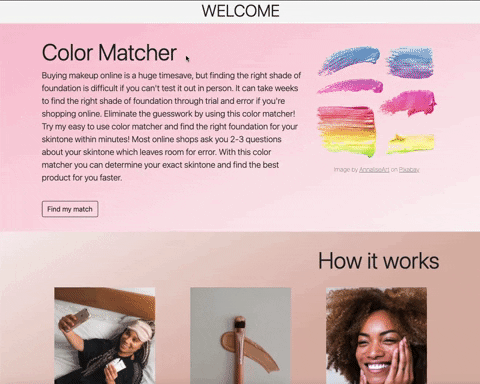 WELCOME
Color Matcher
Buying makeup online is a huge timesave, but finding the right shade of
foundation is difficult if you can't test it out in person. It can take weeks
to find the right shade of foundation through trial and error if you're
shopping online. Eliminate the guesswork by using this color matcher!
Try my easy to use color matcher and find the right foundation for your
skintone within minutes! Most online shops ask you 2-3 questions
about your skintone which leaves room for error. With this color
matcher you can determine your exact skintone and find the best
product for you faster.
Image by AnnaliseArt on Pixabay
Find my match
How it works